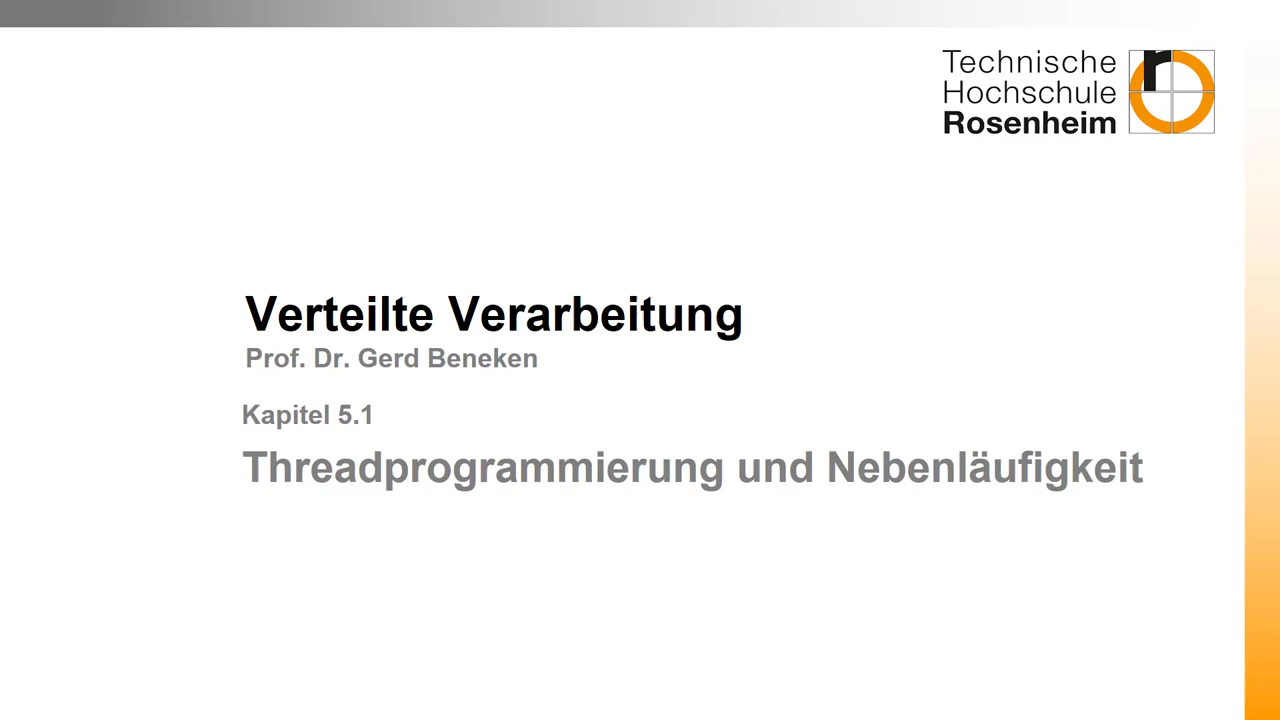 Technische
Hochschule
Rosenheim
Verteilte Verarbeitung
Prof. Dr. Gerd Beneken
Kapitel 5.1
Threadprogrammierung und Nebenläufigkeit